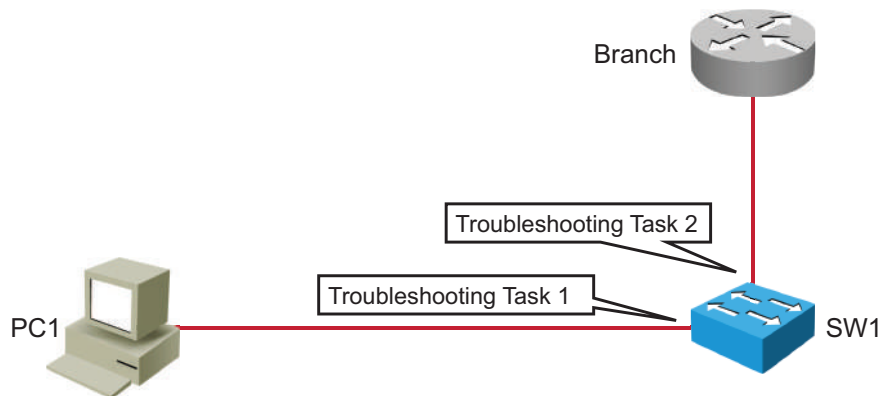 Branch
Troubleshooting Task 2
Troubleshooting Task 1
PC1
SW1